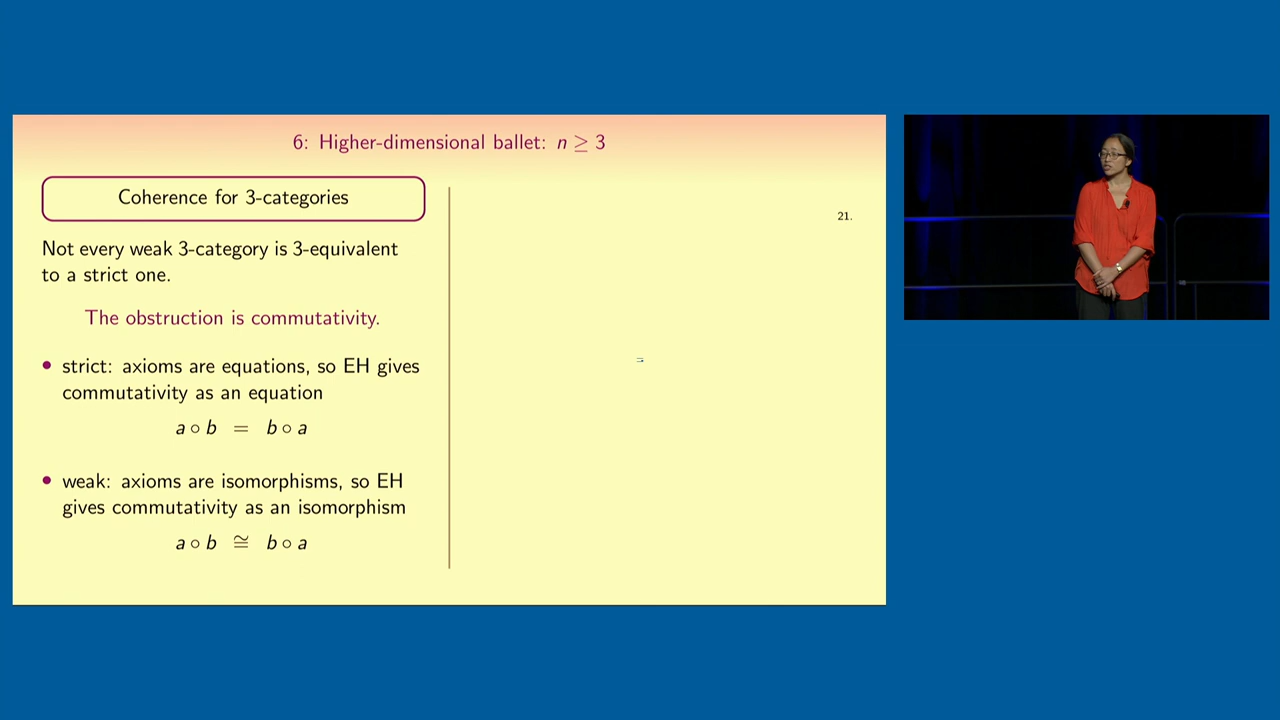 6: Higher-dimensional ballet: n ≥ 3
Coherence for 3-categories
21.
Not every weak 3-category is 3-equivalent
to a strict one.
The obstruction is commutativity.
• strict: axioms are equations, so EH gives
commutativity as an equation
a ∘ b = b ∘ a
• weak: axioms are isomorphisms, so EH
gives commutativity as an isomorphism
a ∘ b ≅ b ∘ a